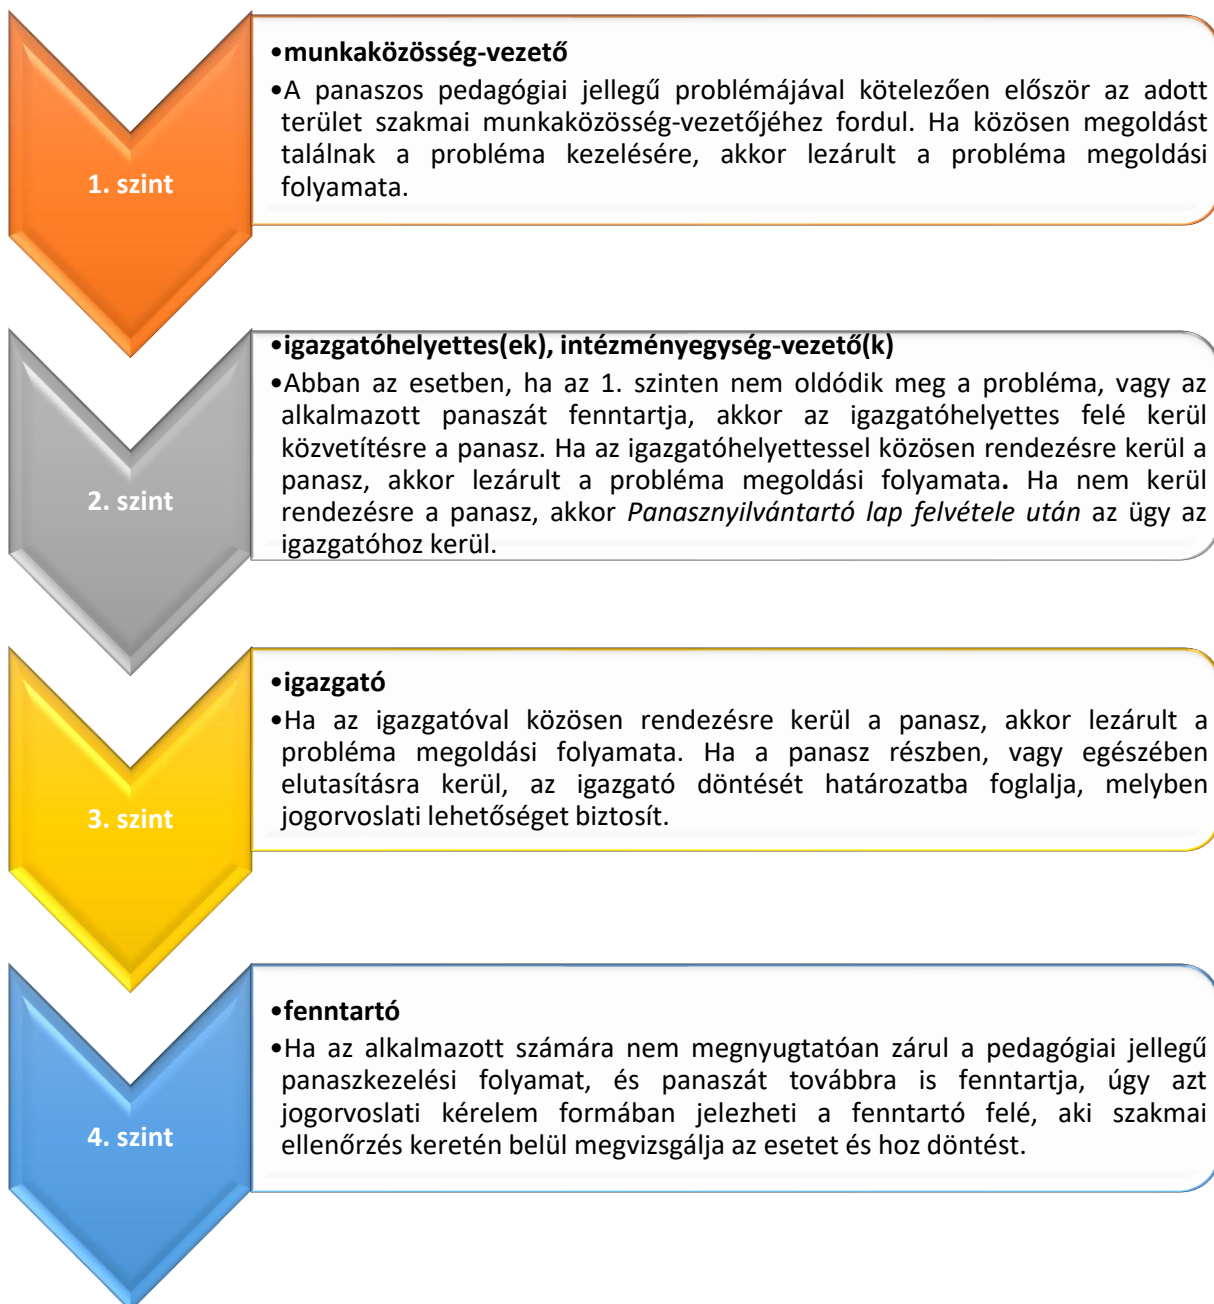 •munkaközösség-vezető
•A panaszos pedagógiai jellegű problémájával kötelezően először az adott
terület szakmai munkaközösség-vezetőjéhez fordul. Ha közösen megoldást
találnak a probléma kezelésére, akkor lezárult a probléma megoldási
folyamata.
1. szint
•igazgatóhelyettes(ek), intézményegység-vezető(k)
•Abban az esetben, ha az 1. szinten nem oldódik meg a probléma, vagy az
alkalmazott panaszát fenntartja, akkor az igazgatóhelyettes felé kerül
közvetítésre a panasz. Ha az igazgatóhelyettessel közösen rendezésre kerül a
panasz, akkor lezárult a probléma megoldási folyamata. Ha nem kerül
rendezésre a panasz, akkor Panasznyilvántartó lap felvétele után az ügy az
igazgatóhoz kerül.
2. szint
•igazgató
•Ha az igazgatóval közösen rendezésre kerül a panasz, akkor lezárult a
probléma megoldási folyamata. Ha a panasz részben, vagy egészében
elutasításra kerül, az igazgató döntését határozatba foglalja, melyben
jogorvoslati lehetőséget biztosít.
3. szint
•fenntartó
•Ha az alkalmazott számára nem megnyugtatóan zárul a pedagógiai jellegű
panaszkezelési folyamat, és panaszát továbbra is fenntartja, úgy azt
jogorvoslati kérelem formában jelezheti a fenntartó felé, aki szakmai
ellenőrzés keretén belül megvizsgálja az esetet és hoz döntést.
4. szint